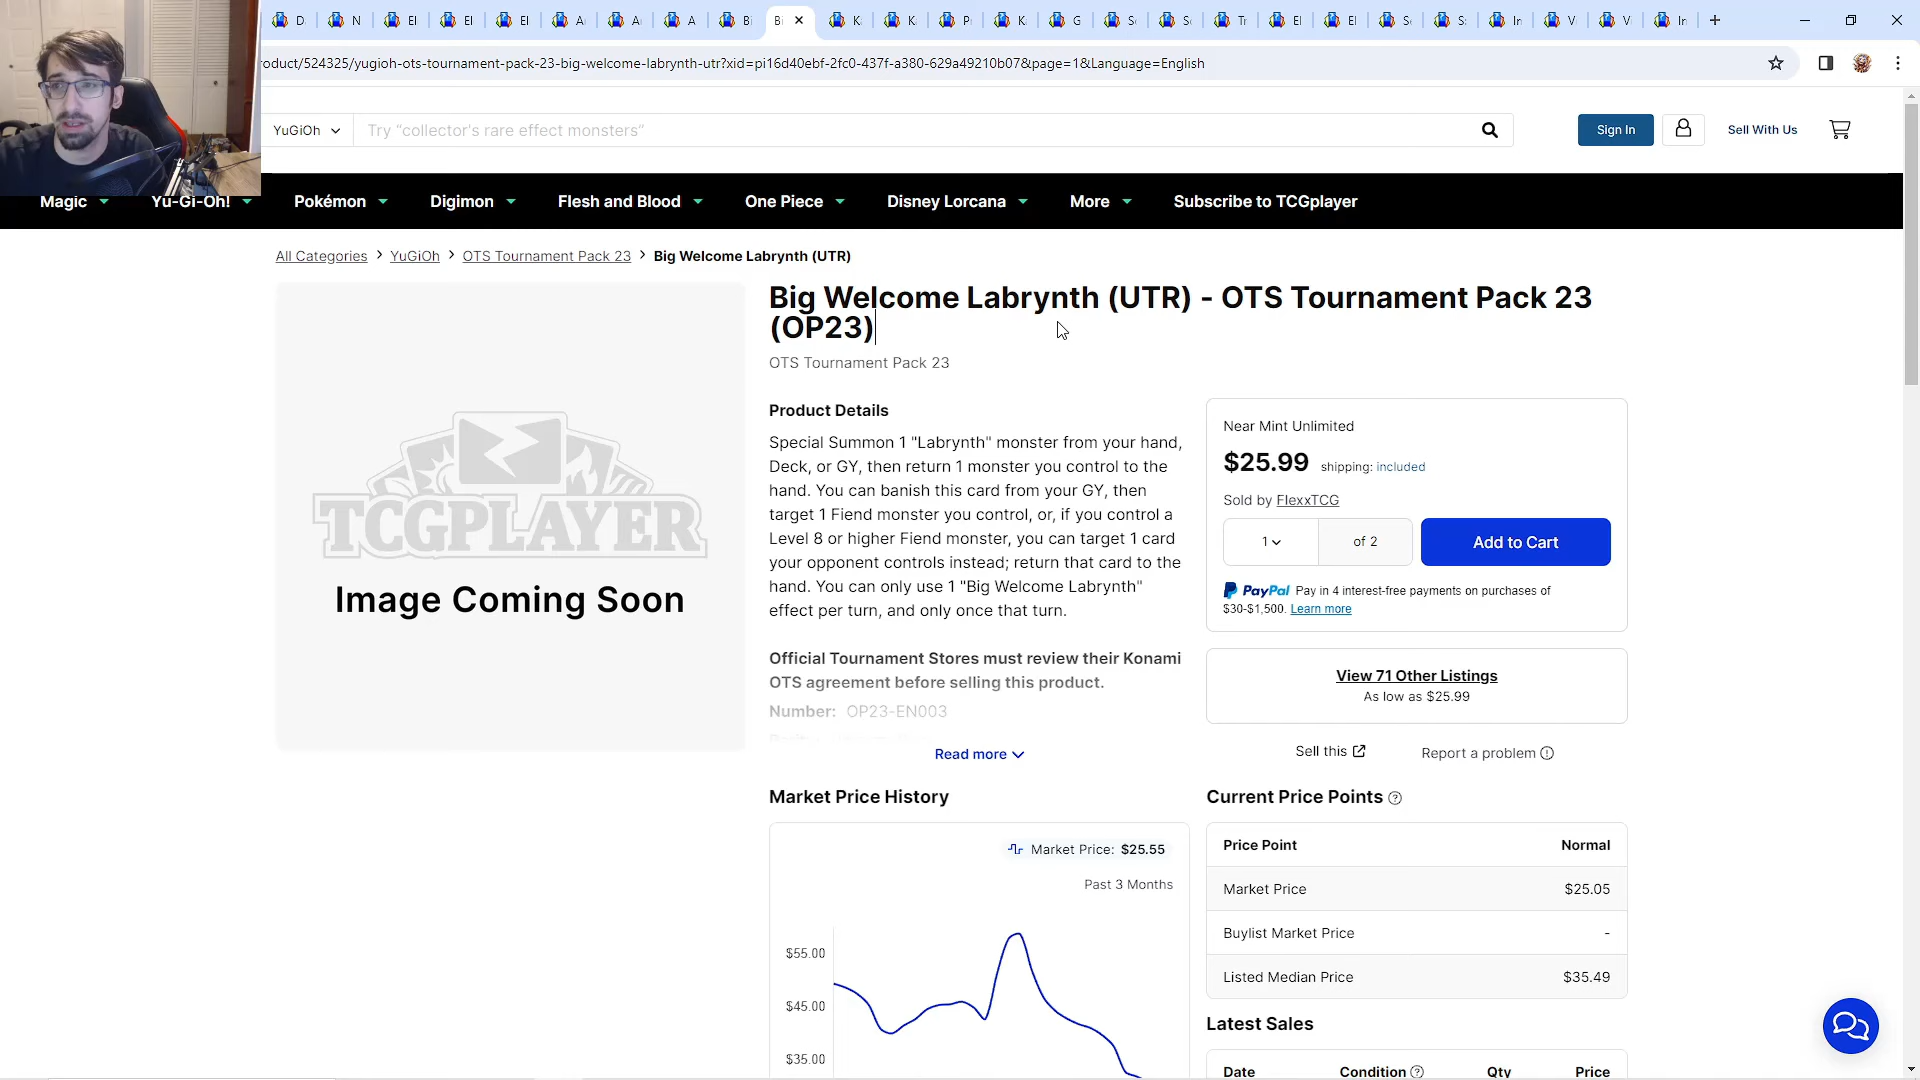 D
N
El
El
El
A
A
A
Bi
Bi
K
K
P
K
G
S
S
Tr
El
El
S
S
In
V
V
In
oduct/524325/yugioh-ots-tournament-pack-23-big-welcome-labrynth-utr?xid=pi16d40ebf-2fc0-437f-a380-629a49210b07&page=1&Language=English
YuGiOh
Try "collector's rare effect monsters"
Sign In
Sell With Us
Magic
Yu-Gi-Oh!
Pokémon
Digimon
Flesh and Blood
One Piece
Disney Lorcana
More
Subscribe to TCGplayer
All Categories > YuGiOh > OTS Tournament Pack 23 > Big Welcome Labrynth (UTR)
Big Welcome Labrynth (UTR) - OTS Tournament Pack 23
(OP23)
OTS Tournament Pack 23
TCGPLAYER
Image Coming Soon
Product Details
Special Summon 1 "Labrynth" monster from your hand,
Deck, or GY, then return 1 monster you control to the
hand. You can banish this card from your GY, then
target 1 Fiend monster you control, or, if you control a
Level 8 or higher Fiend monster, you can target 1 card
your opponent controls instead; return that card to the
hand. You can only use 1 "Big Welcome Labrynth"
effect per turn, and only once that turn.
Official Tournament Stores must review their Konami
OTS agreement before selling this product.
Number: OP23-EN003
Read more
Near Mint Unlimited
$25.99 shipping: included
Sold by FlexxTCG
1
of 2
Add to Cart
PayPal Pay in 4 interest-free payments on purchases of
$30-$1,500. Learn more
View 71 Other Listings
As low as $25.99
Sell this
Report a problem
Market Price History
Market Price: $25.55
Past 3 Months
$55.00
$45.00
$35.00
Current Price Points
Price Point Normal
Market Price $25.05
Buylist Market Price -
Listed Median Price $35.49
Latest Sales
Date Condition Qty Price